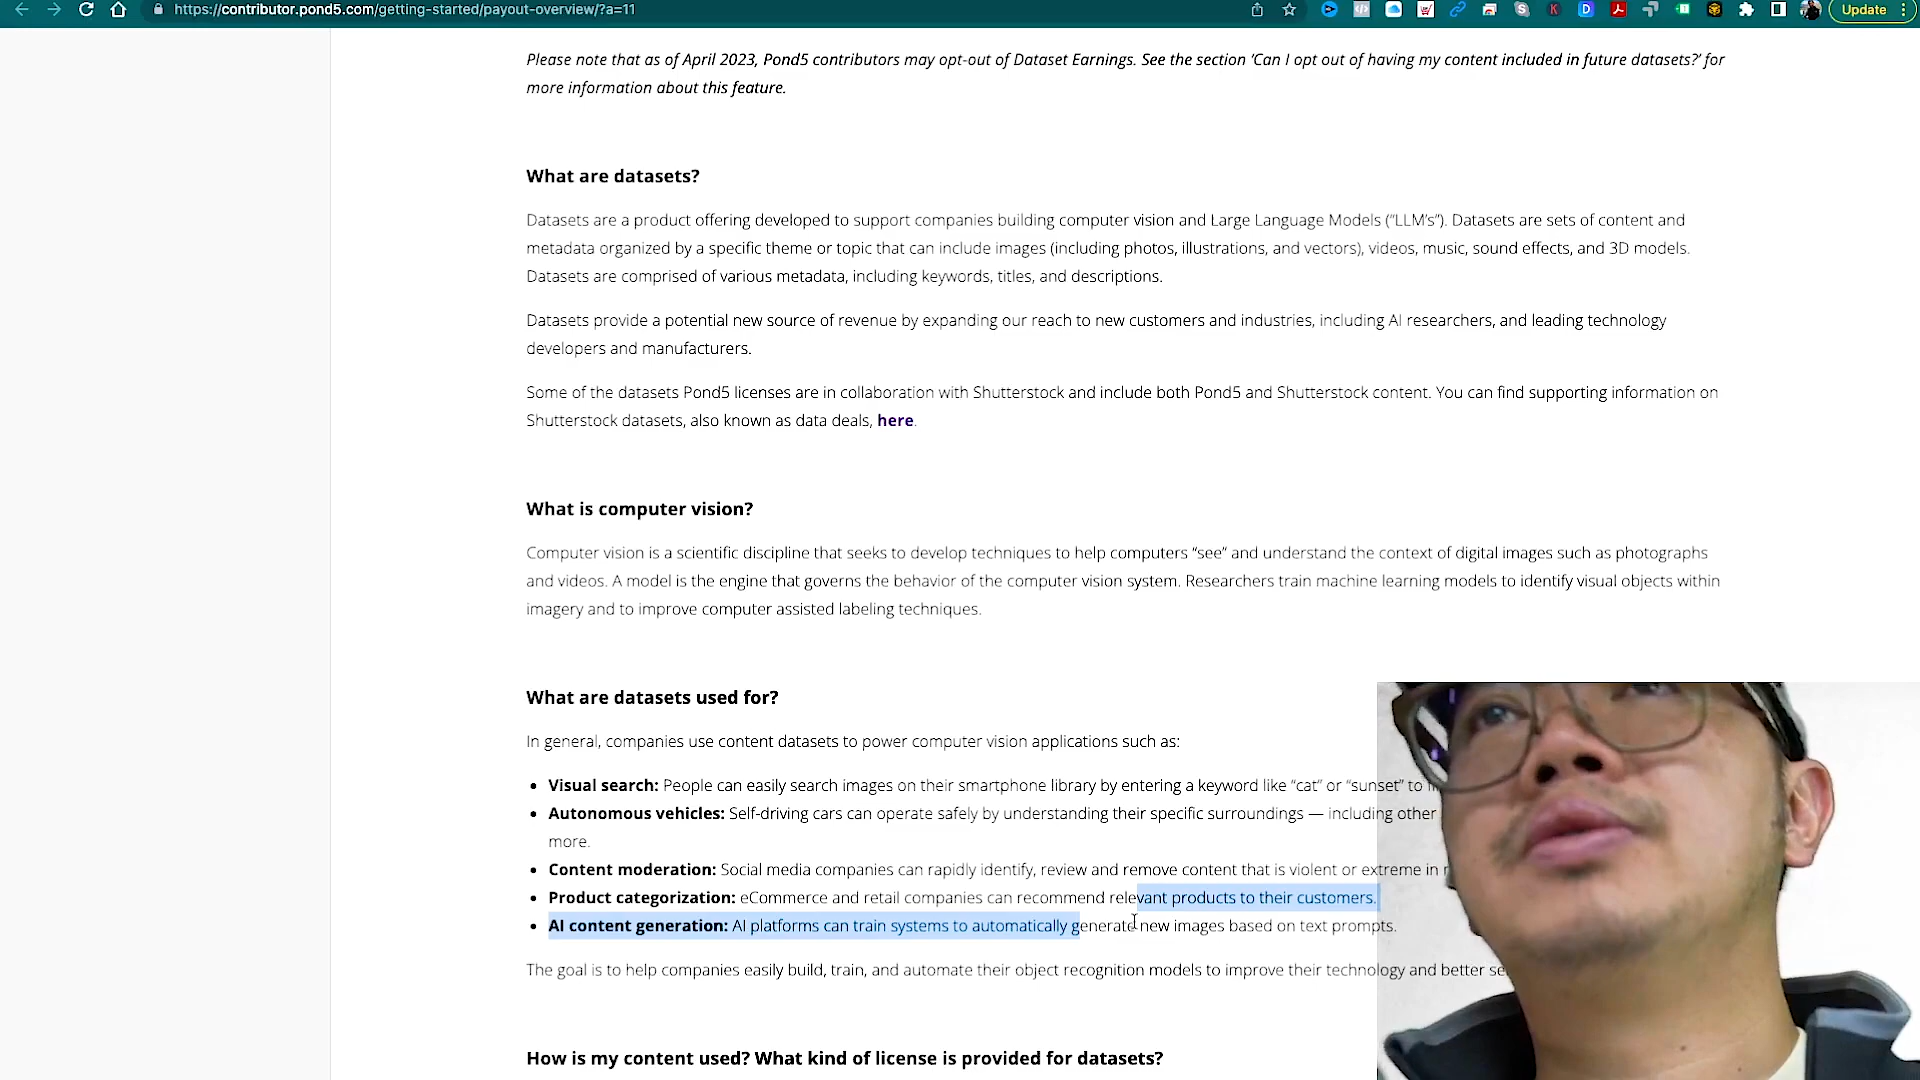 https://contributor.pond5.com/getting-started/payout-overview/?a=11
Update
Please note that as of April 2023, Pond5 contributors may opt-out of Dataset Earnings. See the section ‘Can I opt out of having my content included in future datasets?’ for
more information about this feature.
What are datasets?
Datasets are a product offering developed to support companies building computer vision and Large Language Models (“LLM’s”). Datasets are sets of content and
metadata organized by a specific theme or topic that can include images (including photos, illustrations, and vectors), videos, music, sound effects, and 3D models.
Datasets are comprised of various metadata, including keywords, titles, and descriptions.
Datasets provide a potential new source of revenue by expanding our reach to new customers and industries, including AI researchers, and leading technology
developers and manufacturers.
Some of the datasets Pond5 licenses are in collaboration with Shutterstock and include both Pond5 and Shutterstock content. You can find supporting information on
Shutterstock datasets, also known as data deals, here.
What is computer vision?
Computer vision is a scientific discipline that seeks to develop techniques to help computers “see” and understand the context of digital images such as photographs
and videos. A model is the engine that governs the behavior of the computer vision system. Researchers train machine learning models to identify visual objects within
imagery and to improve computer assisted labeling techniques.
What are datasets used for?
In general, companies use content datasets to power computer vision applications such as:
• Visual search: People can easily search images on their smartphone library by entering a keyword like “cat” or “sunset” to
• Autonomous vehicles: Self-driving cars can operate safely by understanding their specific surroundings — including other
more.
• Content moderation: Social media companies can rapidly identify, review and remove content that is violent or extreme in
• Product categorization: eCommerce and retail companies can recommend relevant products to their customers.
• AI content generation: AI platforms can train systems to automatically generate new images based on text prompts.
The goal is to help companies easily build, train, and automate their object recognition models to improve their technology and better
How is my content used? What kind of license is provided for datasets?